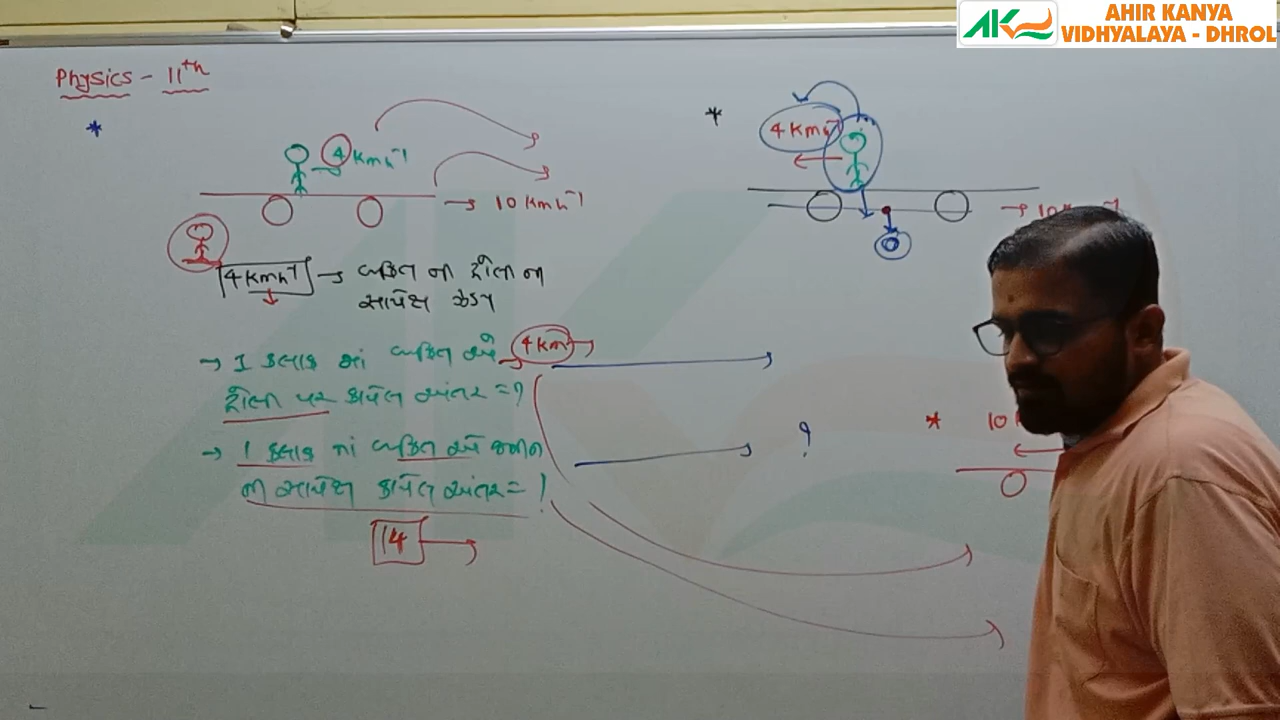 AHIR KANYA
VIDHYALAYA - DHROL
Physics - 11th
*
4 Kmh⁻¹
→ 10 Kmh⁻¹
4 Kmh⁻¹ → વ્યક્તિ ના ટ્રોલી ના
સાપેક્ષ વેગ
→ 1 કલાક માં વ્યક્તિ એ → 4 Km →
ટ્રોલી પર કાપેલ અંતર = ?
→ 1 કલાક માં વ્યક્તિ એ જમીન
ના સાપેક્ષ કાપેલ અંતર = !
14 →
?
*
4 Kmh⁻¹
* 10